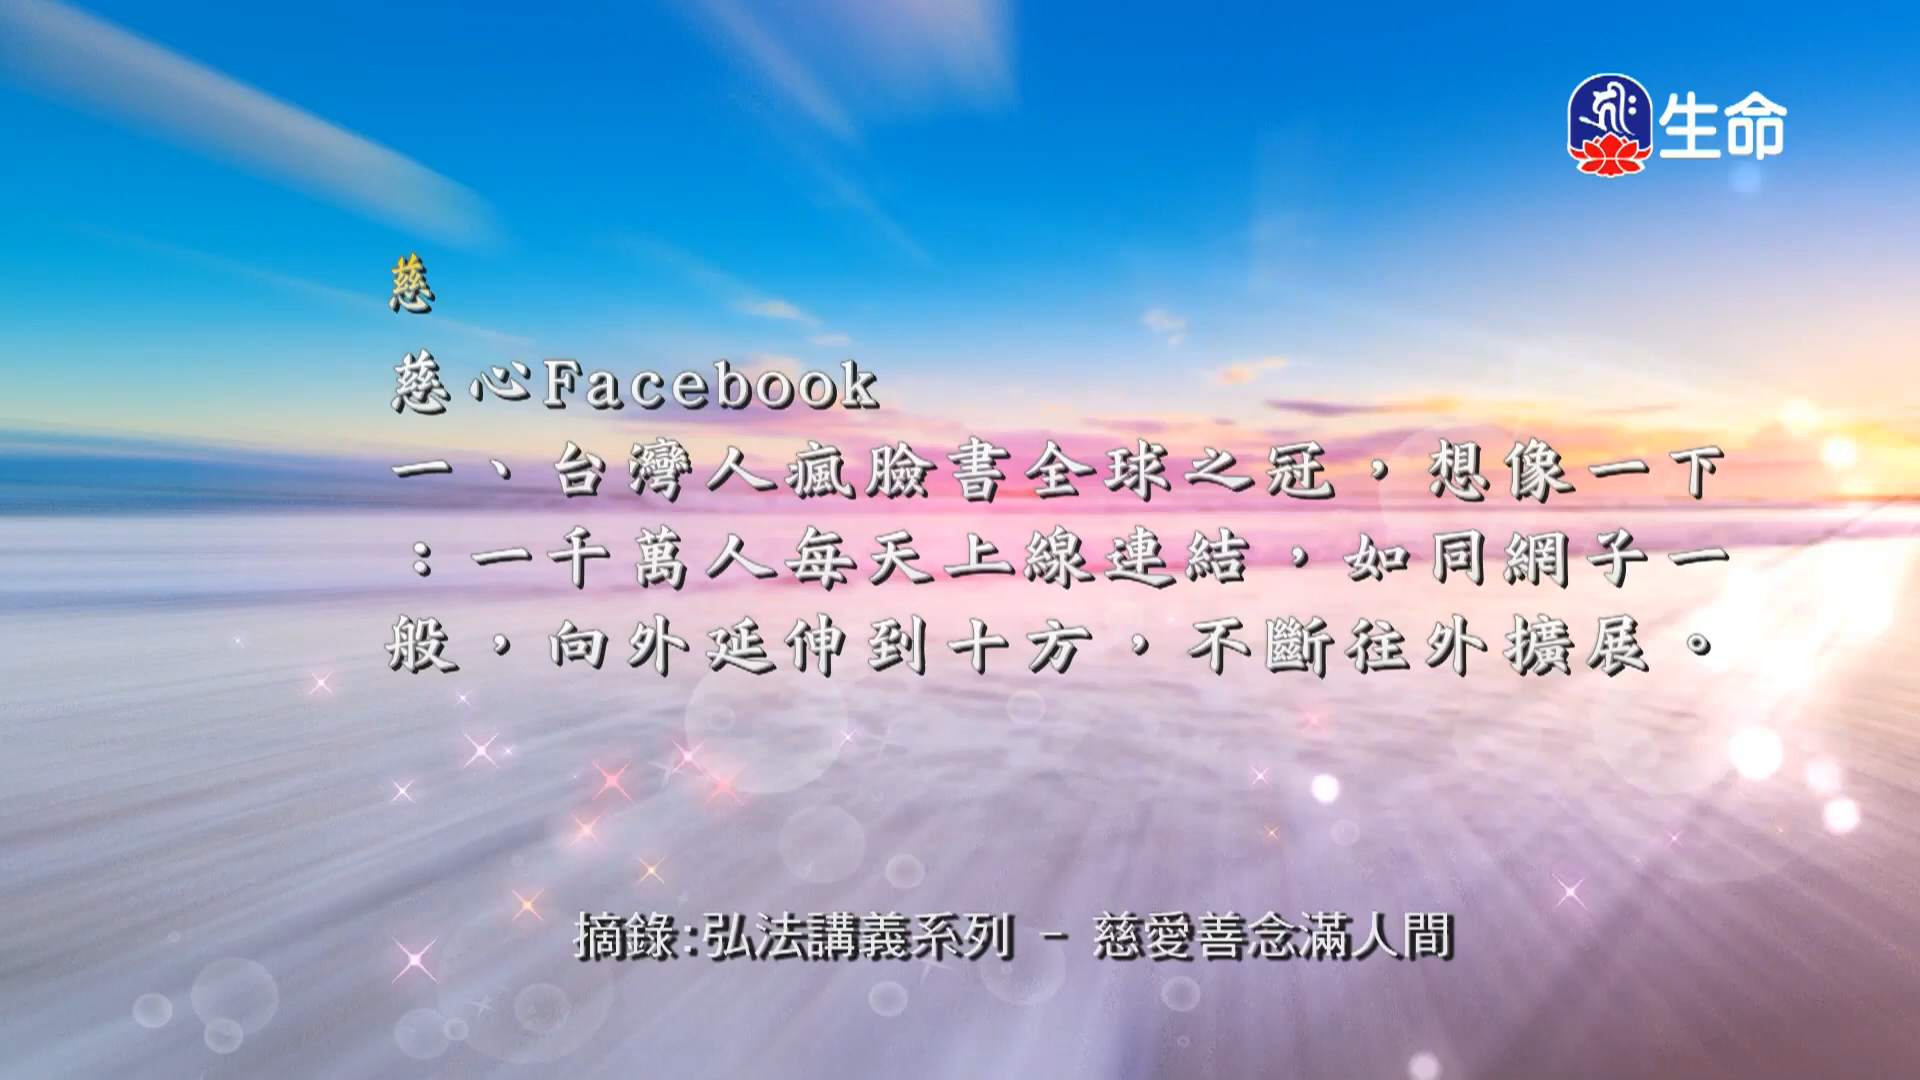 生命
慈
慈心Facebook
一、台灣人瘋臉書全球之冠，想像一下
：一千萬人每天上線連結，如同網子一
般，向外延伸到十方，不斷往外擴展。
摘錄:弘法講義系列 - 慈愛善念滿人間